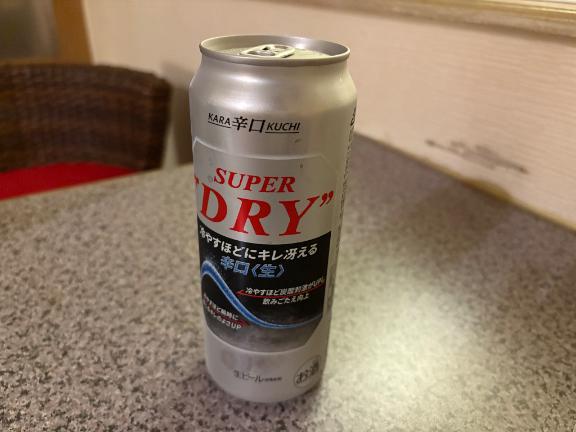 KARA 辛口 KUCHI
SUPER
"DRY"
冷やすほどにキレ冴える
辛口〈生〉
冷やすほど炭酸刺激がUPし
飲みごたえ向上
生ビール
お酒